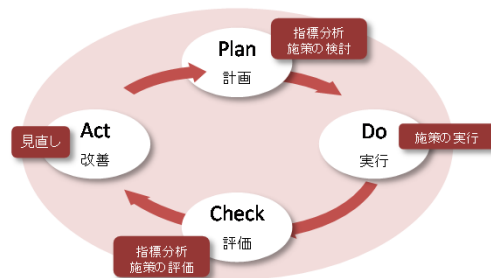 Plan
計画
指標分析
施策の検討
Do
実行
施策の実行
Check
評価
指標分析
施策の評価
Act
改善
見直し